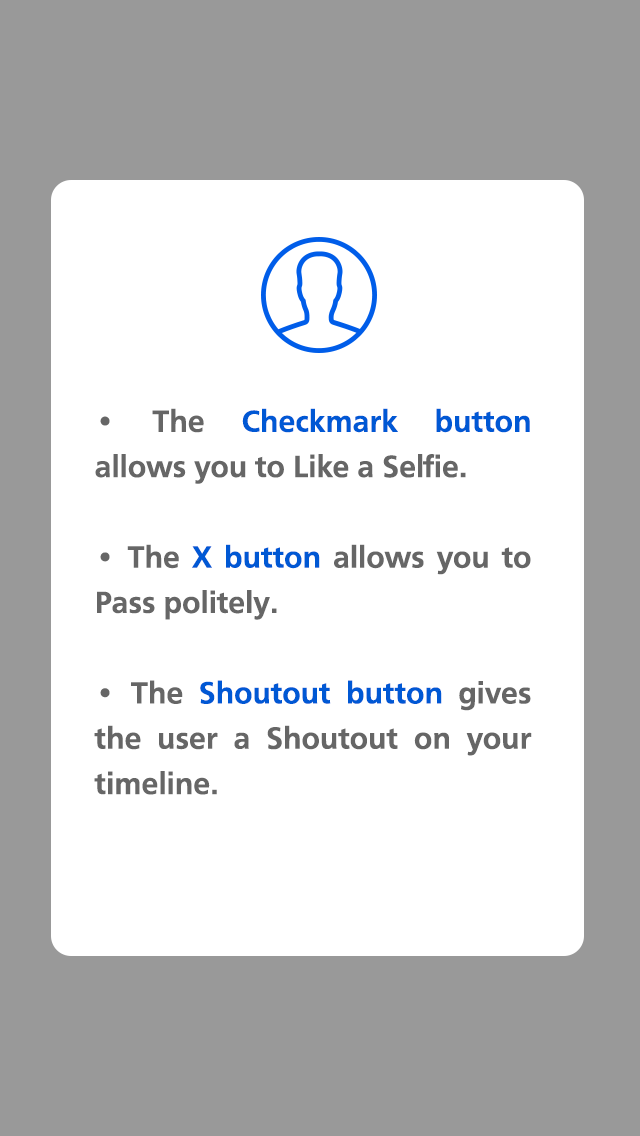 • The Checkmark button
allows you to Like a Selfie.
• The X button allows you to
Pass politely.
• The Shoutout button gives
the user a Shoutout on your
timeline.